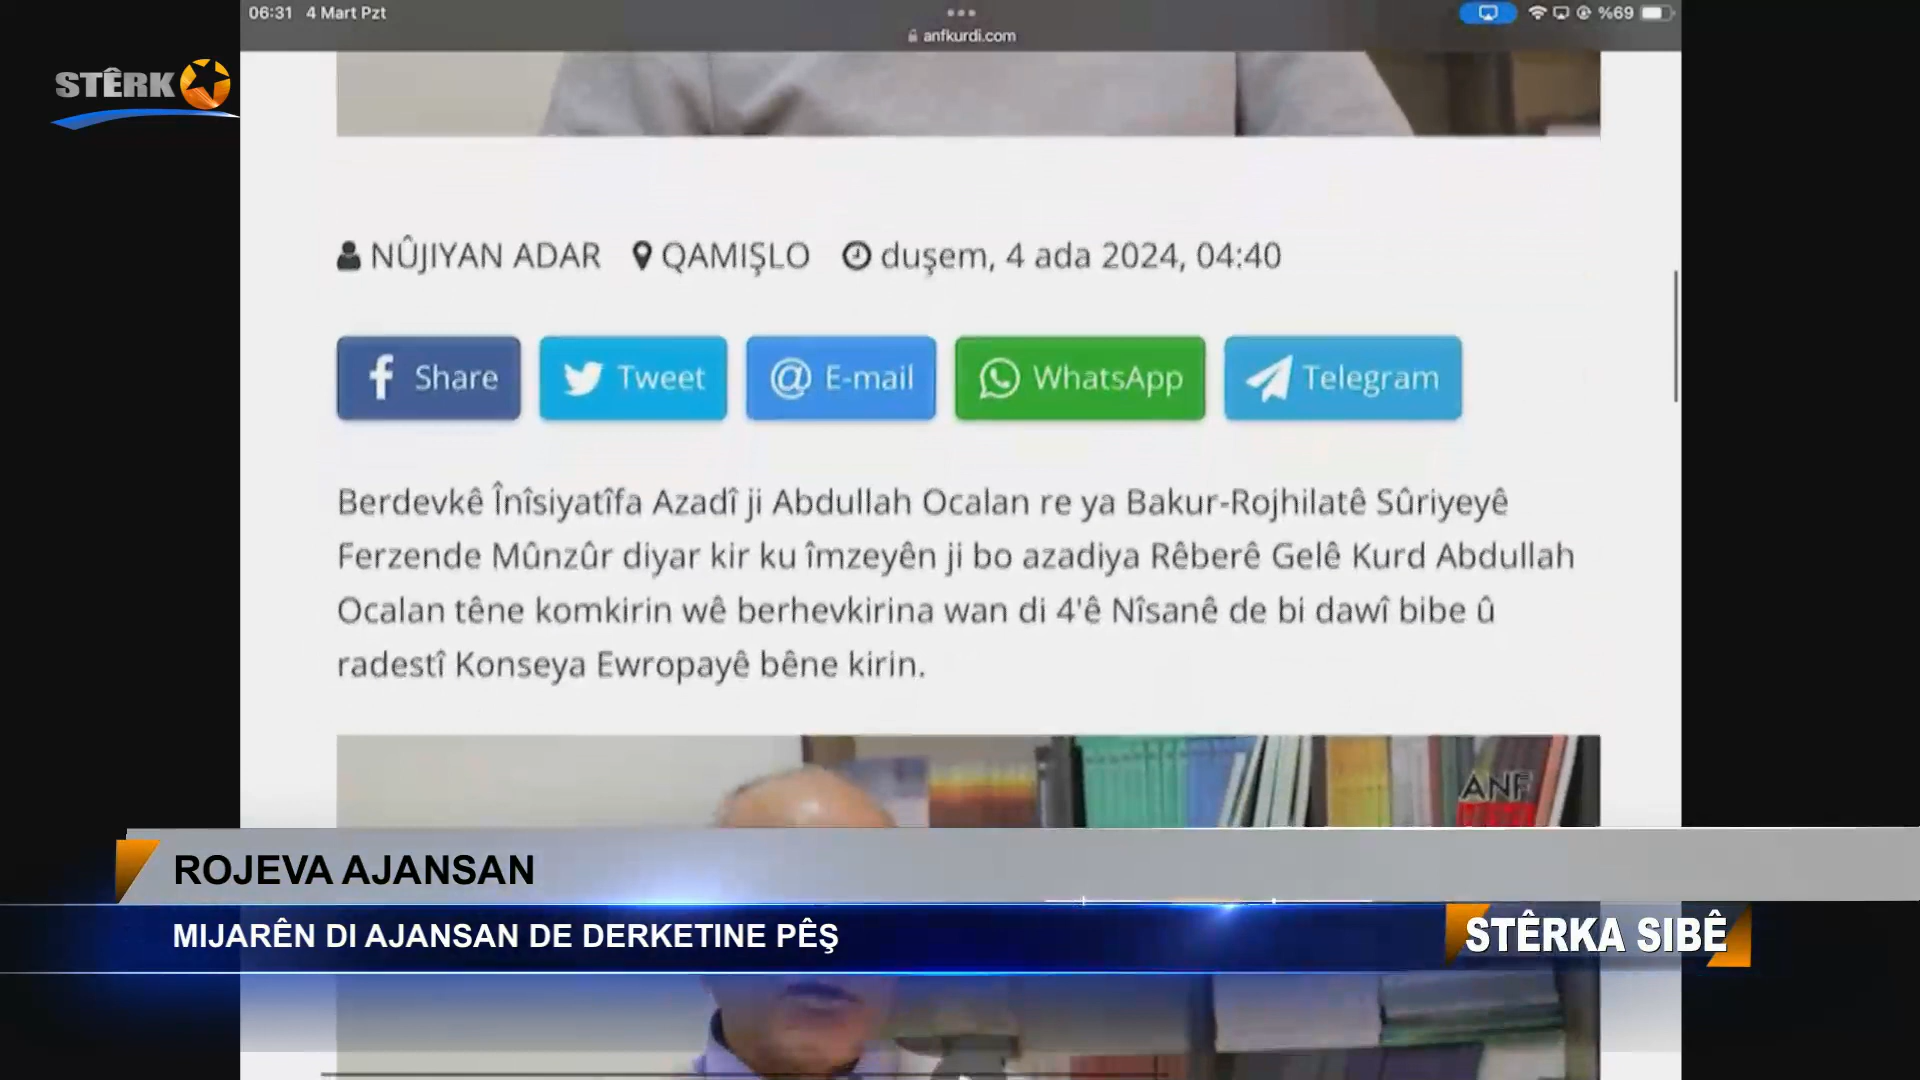 06:31 4 Mart Pzt
%69
anfkurdi.com
STÊRK
NÛJIYAN ADAR QAMIŞLO duşem, 4 ada 2024, 04:40
Share Tweet E-mail WhatsApp Telegram
Berdevkê Înîsiyatîfa Azadî ji Abdullah Ocalan re ya Bakur-Rojhilatê Sûriyeyê
Ferzende Mûnzûr diyar kir ku îmzeyên ji bo azadiya Rêberê Gelê Kurd Abdullah
Ocalan têne komkirin wê berhevkirina wan di 4'ê Nîsanê de bi dawî bibe û
radestî Konseya Ewropayê bêne kirin.
ANF
ROJEVA AJANSAN
MIJARÊN DI AJANSAN DE DERKETINE PÊŞ
STÊRKA SIBÊ